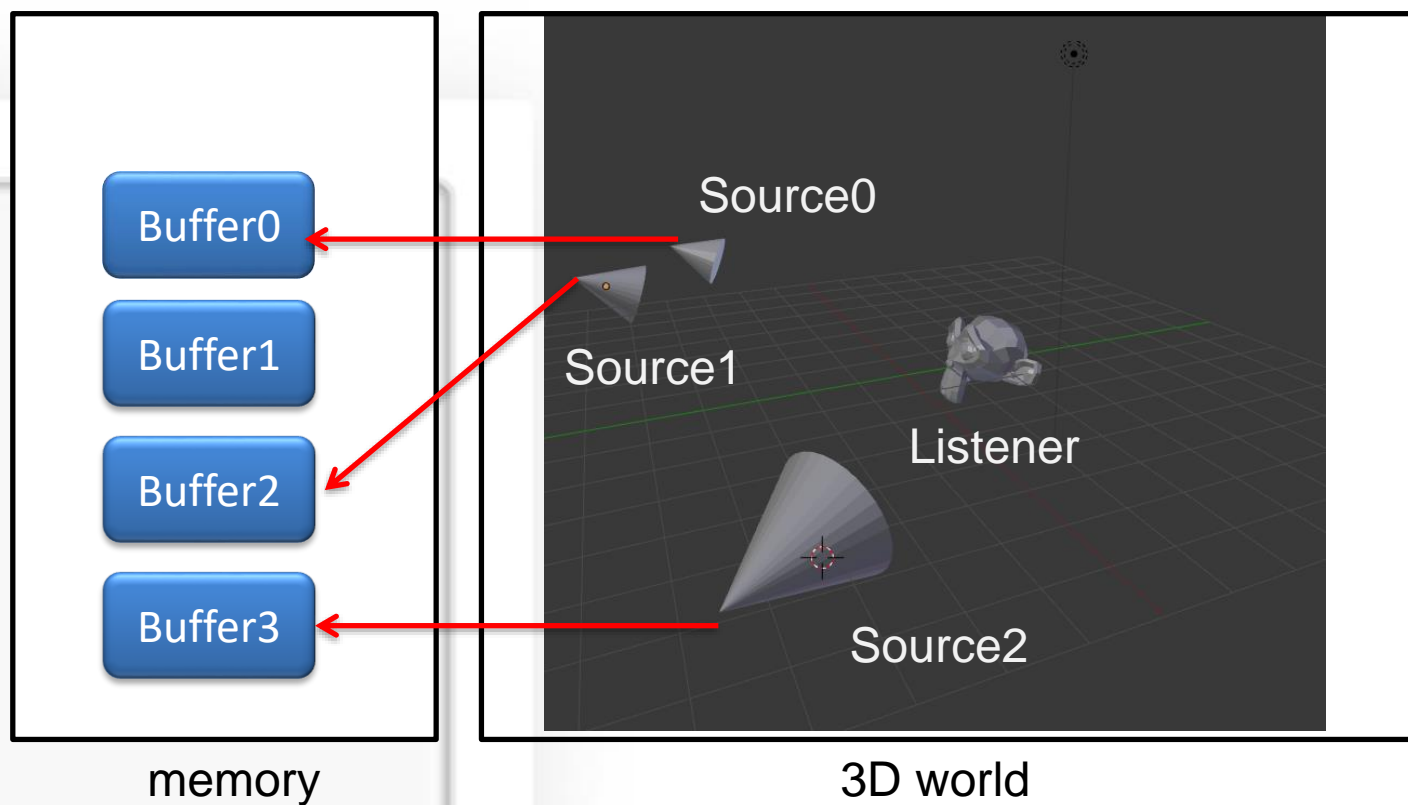 Buffer0
Buffer1
Buffer2
Buffer3
memory
Source0
Source1
Listener
Source2
3D world